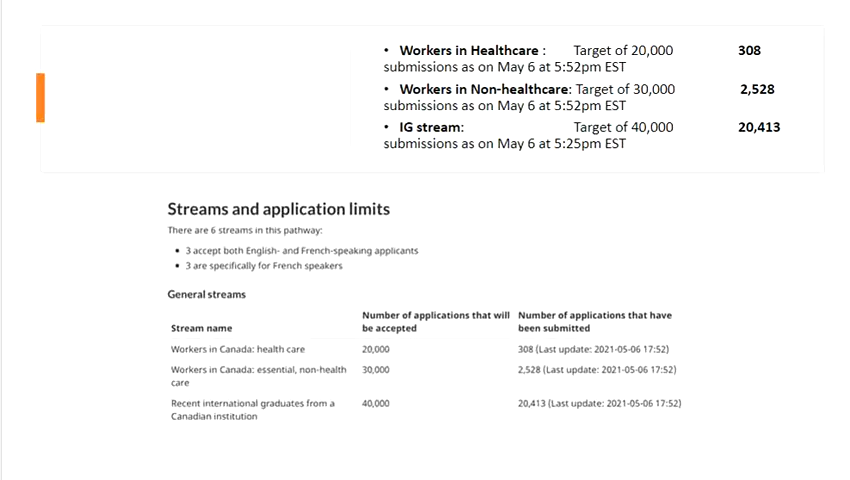 • Workers in Healthcare : Target of 20,000 308
submissions as on May 6 at 5:52pm EST
• Workers in Non-healthcare: Target of 30,000 2,528
submissions as on May 6 at 5:52pm EST
• IG stream: Target of 40,000 20,413
submissions as on May 6 at 5:25pm EST
Streams and application limits
There are 6 streams in this pathway:
• 3 accept both English- and French-speaking applicants
• 3 are specifically for French speakers
General streams
Stream name Number of applications that will be accepted Number of applications that have been submitted
Workers in Canada: health care 20,000 308 (Last update: 2021-05-06 17:52)
Workers in Canada: essential, non-health care 30,000 2,528 (Last update: 2021-05-06 17:52)
Recent international graduates from a Canadian institution 40,000 20,413 (Last update: 2021-05-06 17:52)